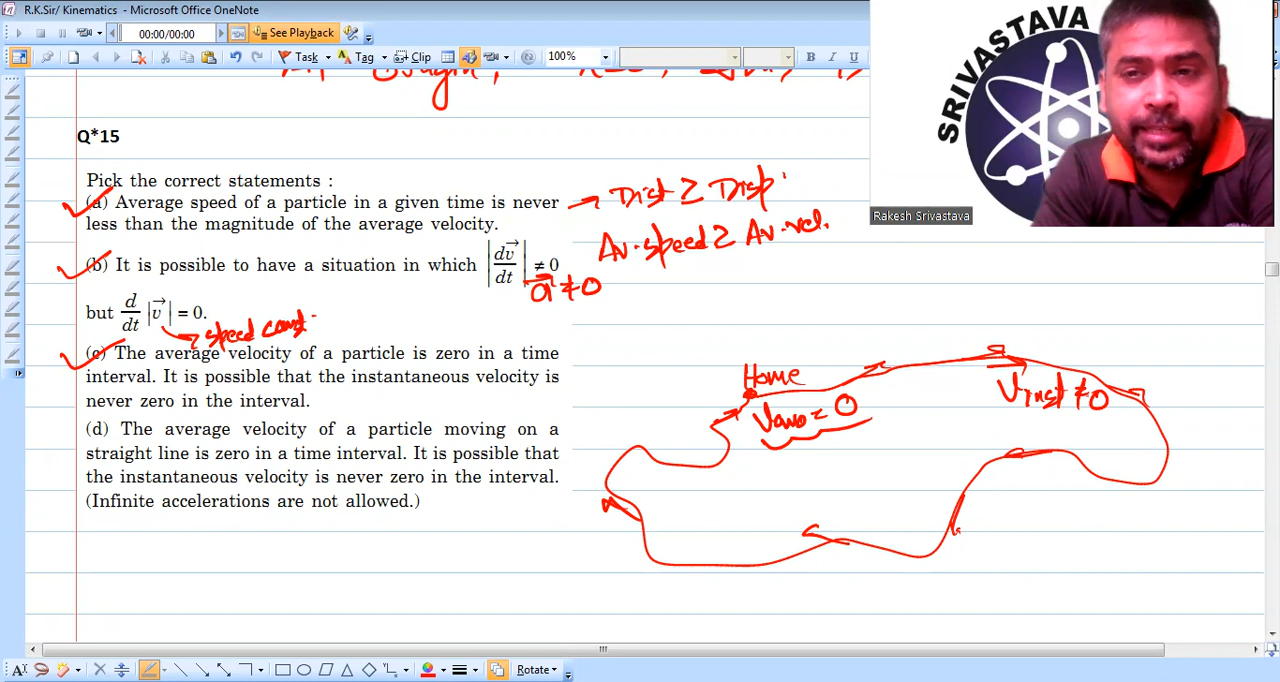 R.K.Sir/ Kinematics - Microsoft Office OneNote
00:00/00:00 See Playback
Task Tag Clip 100% B I U
SRIVASTAVA
Rakesh Srivastava
Q*15
Pick the correct statements :
(a) Average speed of a particle in a given time is never
less than the magnitude of the average velocity.
→ Dist ≥ Disp
Av. speed ≥ Av. vel.
(b) It is possible to have a situation in which |dv⃗/dt| ≠ 0
a⃗ ≠ 0
but d/dt |v⃗| = 0.
→ speed const
(c) The average velocity of a particle is zero in a time
interval. It is possible that the instantaneous velocity is
never zero in the interval.
(d) The average velocity of a particle moving on a
straight line is zero in a time interval. It is possible that
the instantaneous velocity is never zero in the interval.
(Infinite accelerations are not allowed.)
Home
Vavg = 0
Vinst ≠ 0
Rotate